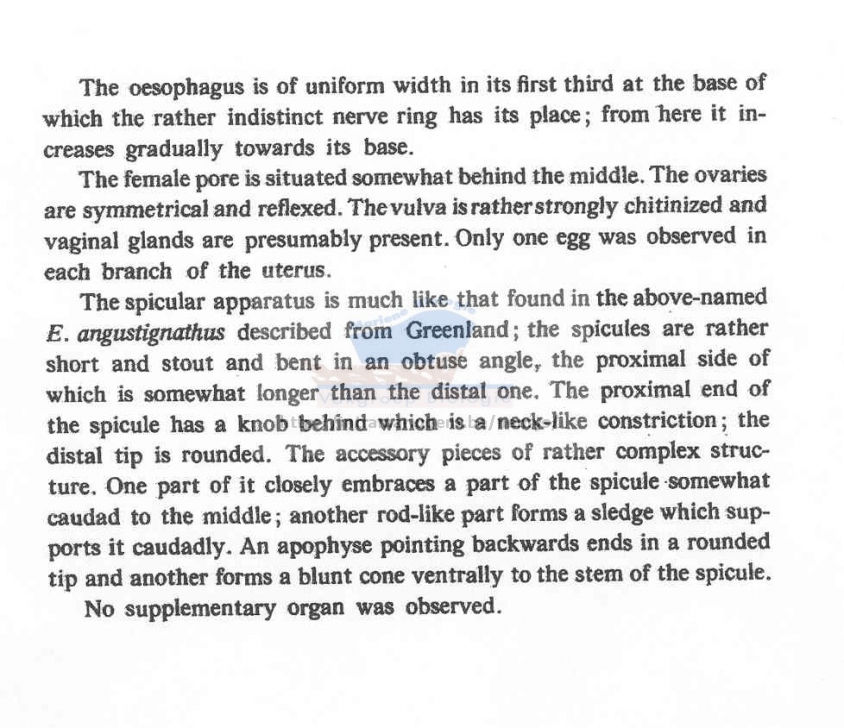 The oesophagus is of uniform width in its first third at the base of
which the rather indistinct nerve ring has its place; from here it in-
creases gradually towards its base.
The female pore is situated somewhat behind the middle. The ovaries
are symmetrical and reflexed. The vulva is rather strongly chitinized and
vaginal glands are presumably present. Only one egg was observed in
each branch of the uterus.
The spicular apparatus is much like that found in the above-named
E. angustignathus described from Greenland; the spicules are rather
short and stout and bent in an obtuse angle, the proximal side of
which is somewhat longer than the distal one. The proximal end of
the spicule has a knob behind which is a neck-like constriction; the
distal tip is rounded. The accessory pieces of rather complex struc-
ture. One part of it closely embraces a part of the spicule somewhat
caudad to the middle; another rod-like part forms a sledge which sup-
ports it caudadly. An apophyse pointing backwards ends in a rounded
tip and another forms a blunt cone ventrally to the stem of the spicule.
No supplementary organ was observed.